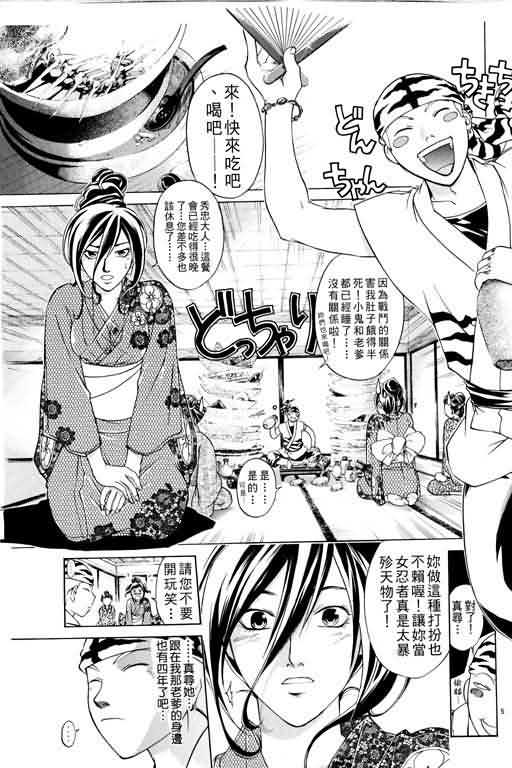 來！快來吃吧
、喝吧——！
ちき
どん
ちゃん
秀忠大人…這餐
會已經吃得很晚
了…您差不多也
該休息了…
因為戰鬥的關係
害我肚子餓得半
死！小鬼和老爹
都已經睡了…
沒有關係啦！
どっちゃり
是…
是的…
對了！
真尋…
妳做這種打扮也
不賴喔！讓妳當
女忍者真是太暴
殄天物了！
請您不要
開玩笑…
真尋她…
跟在我那老爹的身邊
也有四年了吧…
…
5